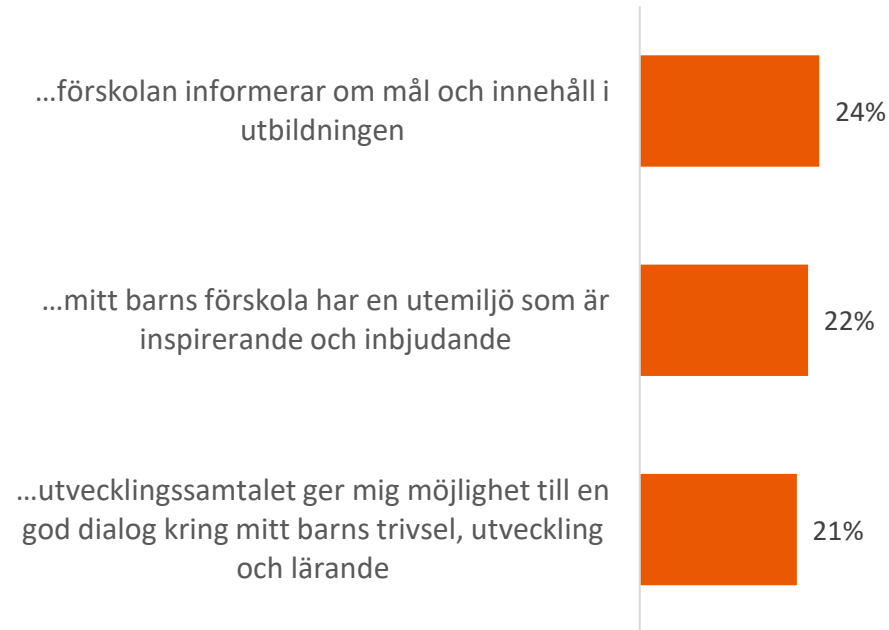 ...förskolan informerar om mål och innehåll i
utbildningen
24%
...mitt barns förskola har en utemiljö som är
inspirerande och inbjudande
22%
...utvecklingssamtalet ger mig möjlighet till en
god dialog kring mitt barns trivsel, utveckling
och lärande
21%